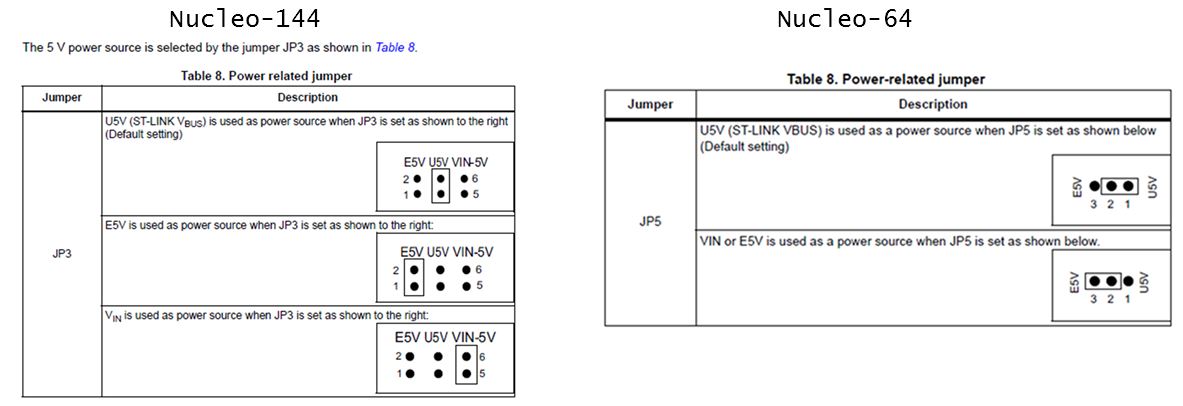 Nucleo-144
The 5 V power source is selected by the jumper JP3 as shown in Table 8.
Table 8. Power related jumper
Jumper Description
JP3
U5V (ST-LINK VBUS) is used as power source when JP3 is set as shown to the right
(Default setting)
E5V U5V VIN-5V
2 6
1 5
E5V is used as power source when JP3 is set as shown to the right:
E5V U5V VIN-5V
2 6
1 5
VIN is used as power source when JP3 is set as shown to the right:
E5V U5V VIN-5V
2 6
1 5
Nucleo-64
Table 8. Power-related jumper
Jumper Description
JP5
U5V (ST-LINK VBUS) is used as a power source when JP5 is set as shown below
(Default setting)
E5V U5V
3 2 1
VIN or E5V is used as a power source when JP5 is set as shown below.
E5V U5V
3 2 1